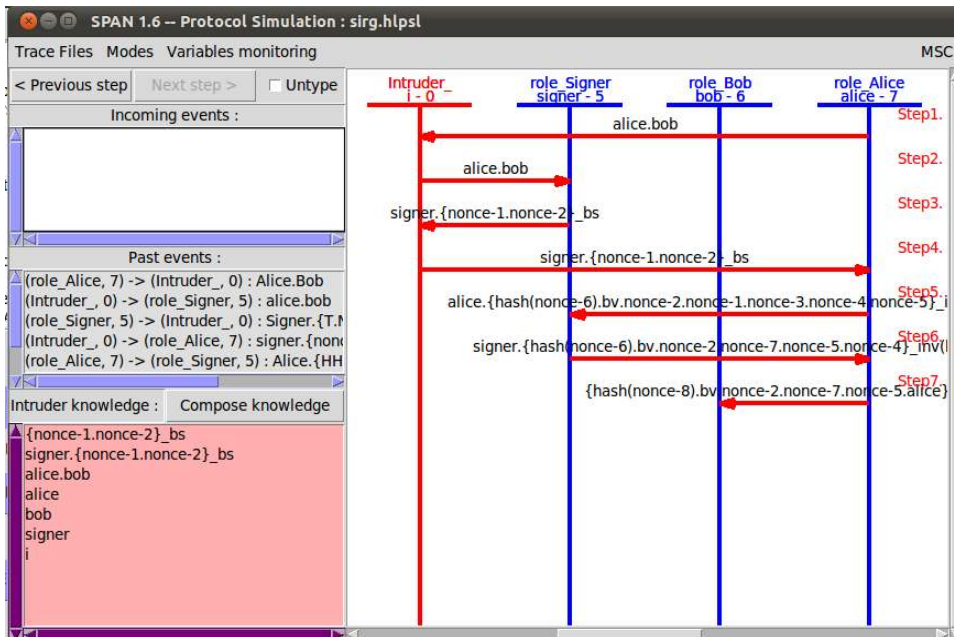 SPAN 1.6 -- Protocol Simulation : sirg.hlpsl
Trace Files Modes Variables monitoring MSC
< Previous step Next step > Untype
Incoming events :
Past events :
(role_Alice, 7) -> (Intruder_, 0) : Alice.Bob
(Intruder_, 0) -> (role_Signer, 5) : alice.bob
(role_Signer, 5) -> (Intruder_, 0) : Signer.{T.N
(Intruder_, 0) -> (role_Alice, 7) : signer.{nonc
(role_Alice, 7) -> (role_Signer, 5) : Alice.{HH
Intruder knowledge : Compose knowledge
{nonce-1.nonce-2}_bs
signer.{nonce-1.nonce-2}_bs
alice.bob
alice
bob
signer
i
Intruder_ role_Signer role_Bob role_Alice
i - 0 signer - 5 bob - 6 alice - 7
Step1.
alice.bob
Step2.
alice.bob
Step3.
signer.{nonce-1.nonce-2}_bs
Step4.
signer.{nonce-1.nonce-2}_bs
Step5.
alice.{hash(nonce-6).bv.nonce-2.nonce-1.nonce-3.nonce-4.nonce-5}_i
Step6.
signer.{hash(nonce-6).bv.nonce-2.nonce-7.nonce-5.nonce-4}_inv(
Step7.
{hash(nonce-8).bv.nonce-2.nonce-7.nonce-5.alice}